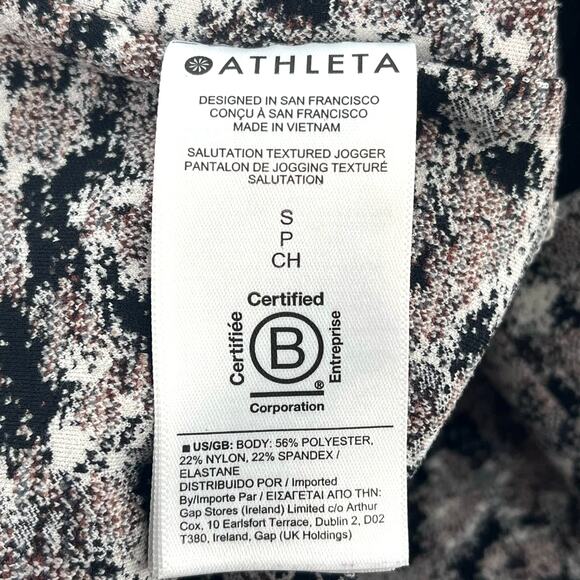 ATHLETA
DESIGNED IN SAN FRANCISCO
CONÇU À SAN FRANCISCO
MADE IN VIETNAM
SALUTATION TEXTURED JOGGER
PANTALON DE JOGGING TEXTURÉ
SALUTATION
S
P
CH
Certified
Certifiée
B
Entreprise
®
Corporation
US/GB: BODY: 56% POLYESTER,
22% NYLON, 22% SPANDEX /
ELASTANE
DISTRIBUIDO POR / Imported
By/Importe Par / ΕΙΣΑΓΕΤΑΙ ΑΠΟ ΤΗΝ:
Gap Stores (Ireland) Limited c/o Arthur
Cox, 10 Earlsfort Terrace, Dublin 2, D02
T380, Ireland, Gap (UK Holdings)